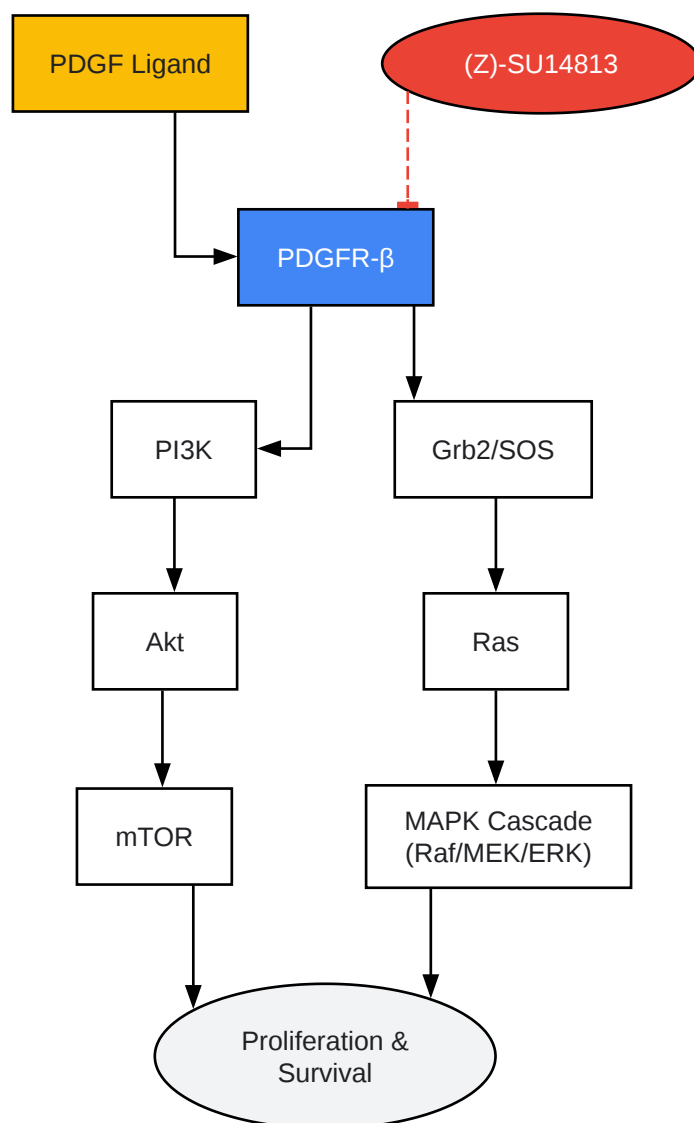 PDGF Ligand
(Z)-SU14813
PDGFR-β
PI3K
Grb2/SOS
Akt
Ras
mTOR
MAPK Cascade
(Raf/MEK/ERK)
Proliferation &
Survival